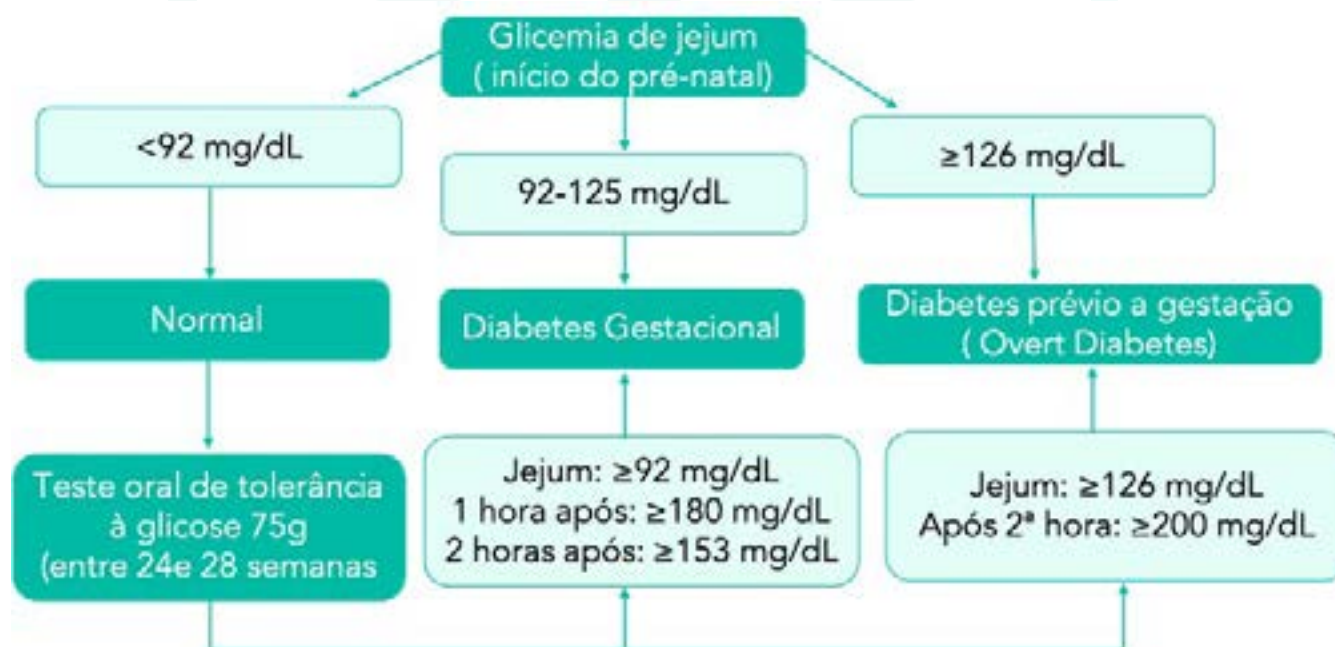 Glicemia de jejum
( início do pré-natal)
<92 mg/dL
92-125 mg/dL
≥126 mg/dL
Normal
Diabetes Gestacional
Diabetes prévio a gestação
( Overt Diabetes)
Teste oral de tolerância
à glicose 75g
(entre 24e 28 semanas
Jejum: ≥92 mg/dL
1 hora após: ≥180 mg/dL
2 horas após: ≥153 mg/dL
Jejum: ≥126 mg/dL
Após 2ª hora: ≥200 mg/dL